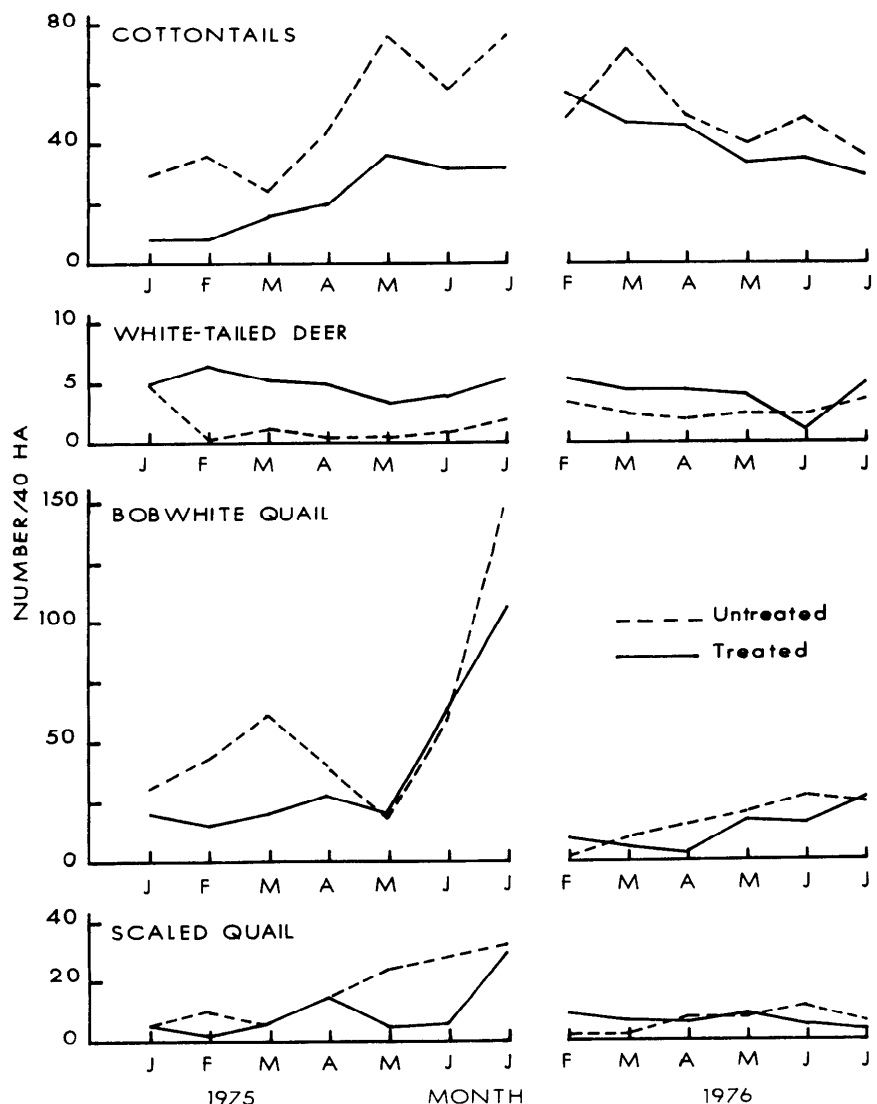 NUMBER/40 HA
COTTONTAILS
80
40
0
J F M A M J J
F M A M J J
WHITE-TAILED DEER
10
5
0
J F M A M J J
F M A M J J
BOBWHITE QUAIL
150
100
50
0
J F M A M J J
F M A M J J
Untreated
Treated
SCALED QUAIL
40
20
0
J F M A M J J
F M A M J J
1975 MONTH 1976